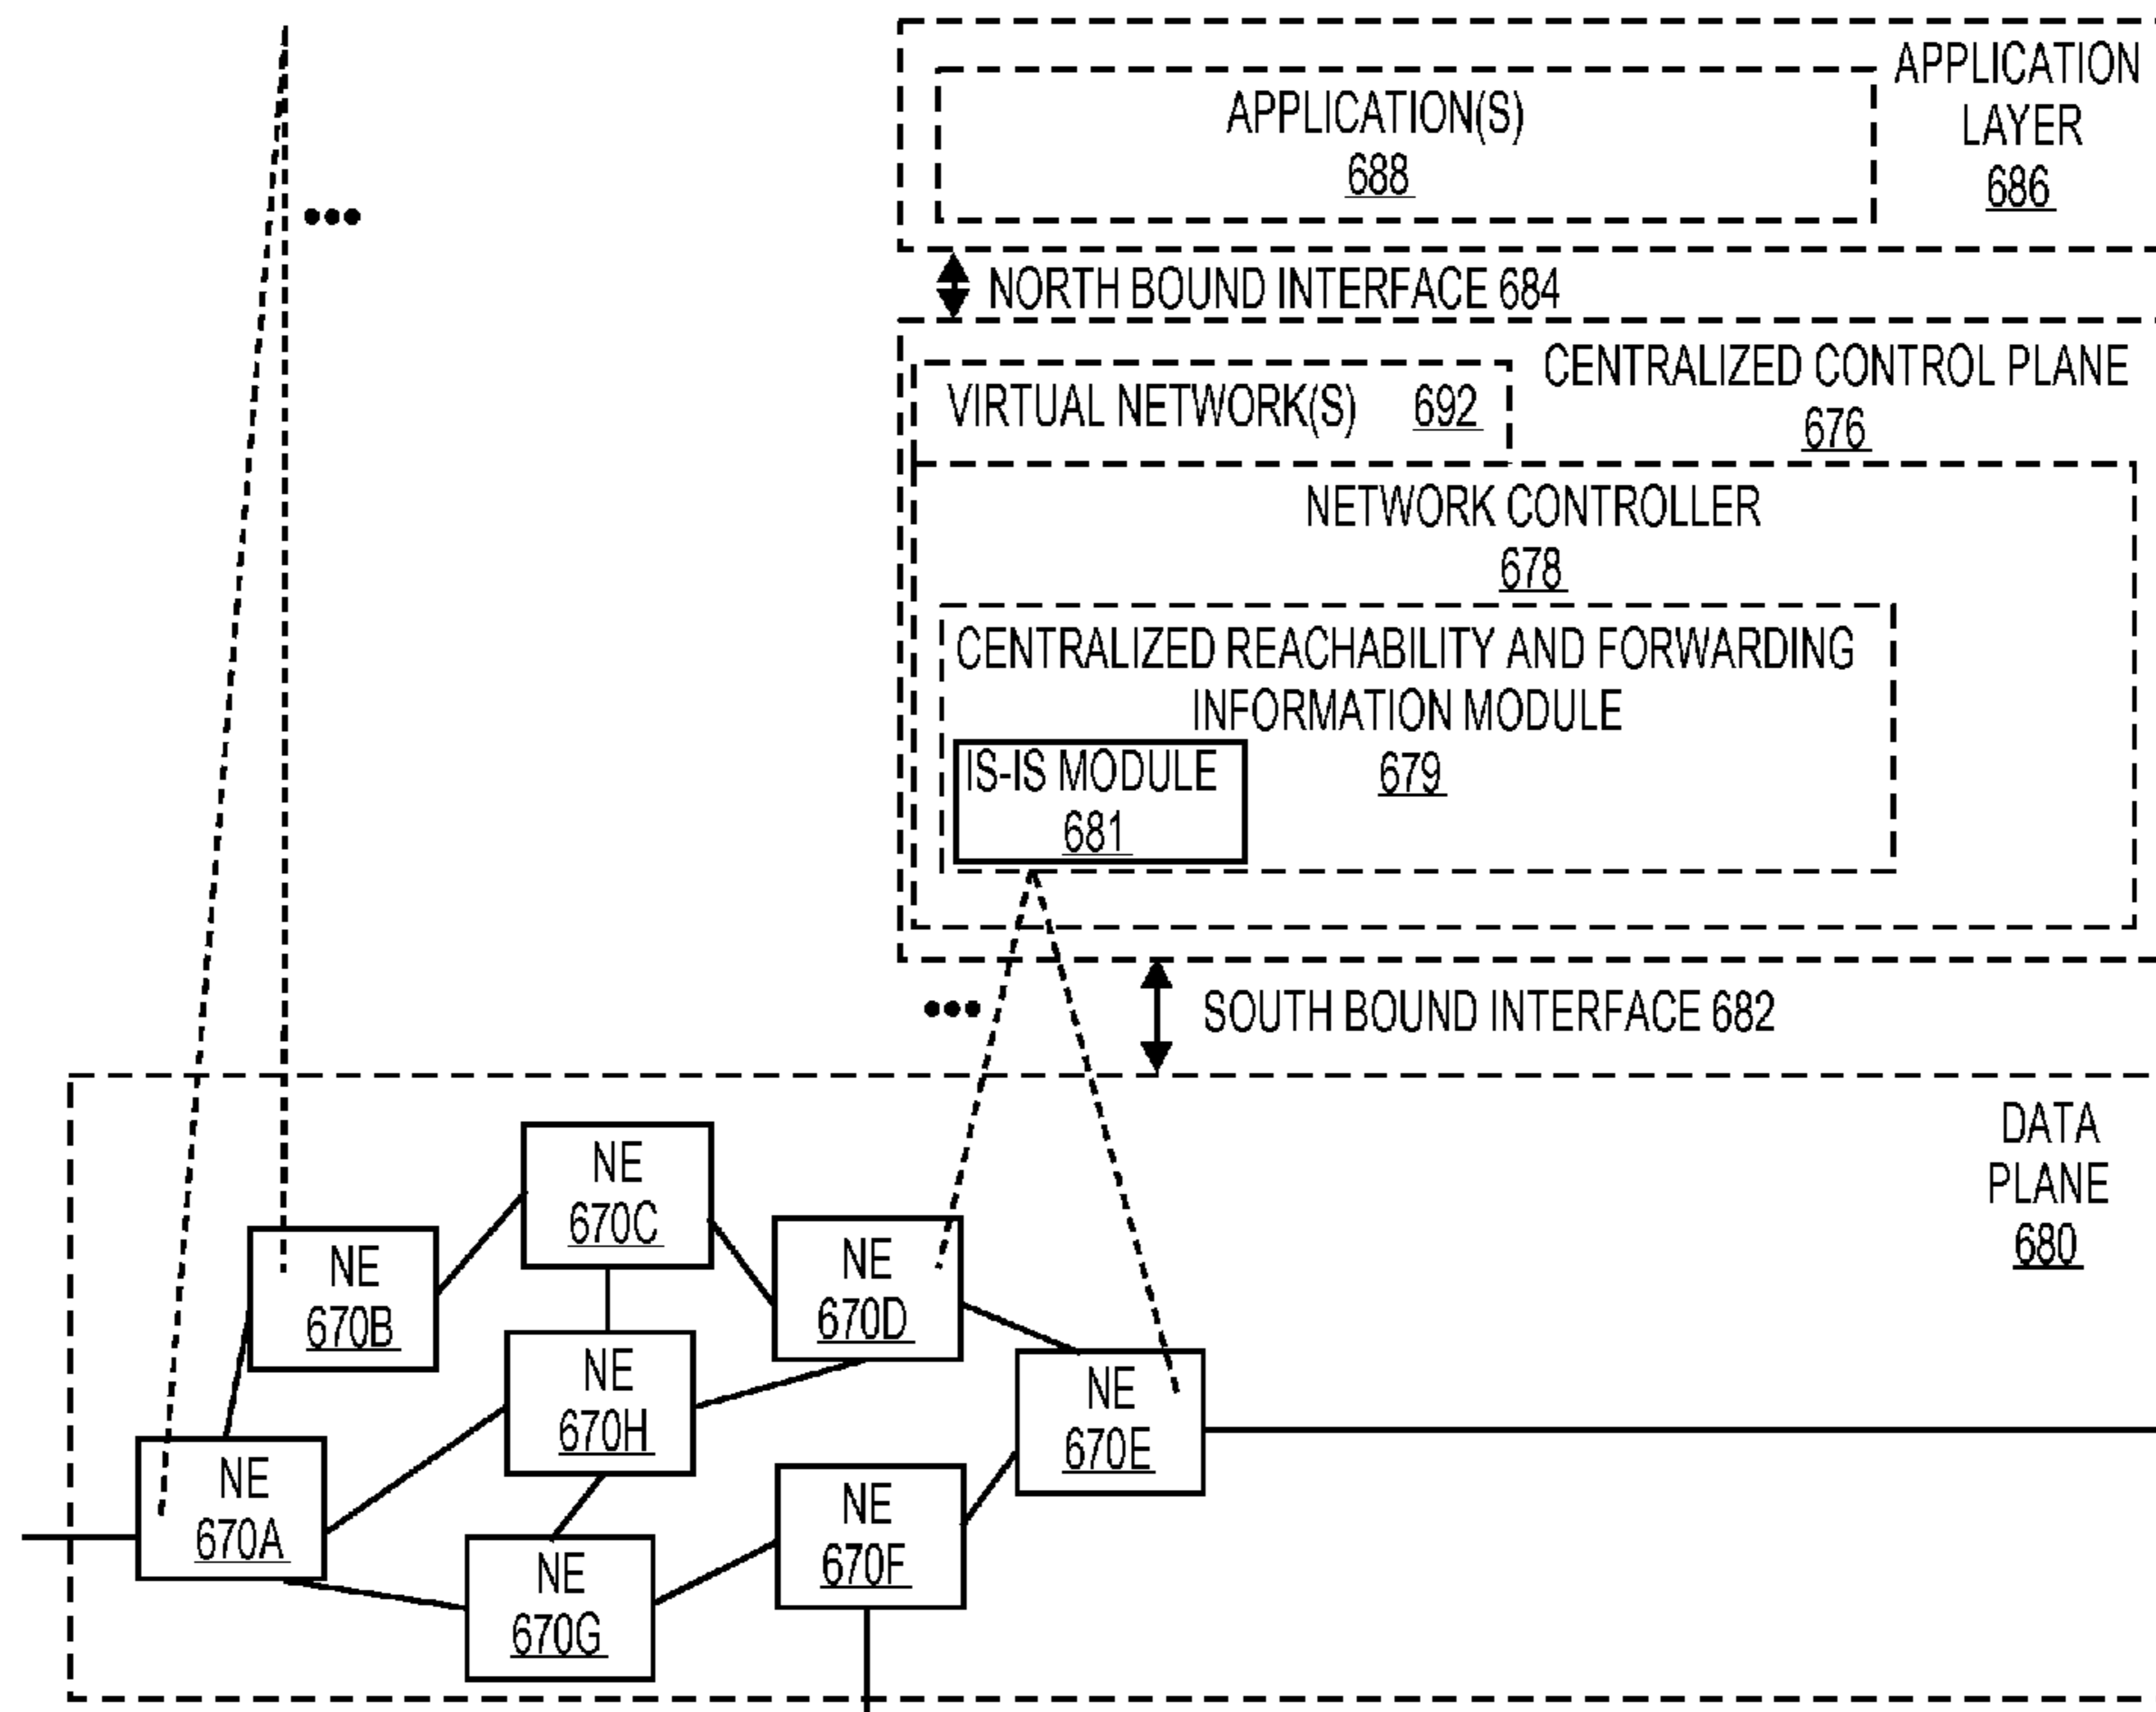 APPLICATION
LAYER
686
APPLICATION(S)
688
NORTH BOUND INTERFACE 684
CENTRALIZED CONTROL PLANE
676
VIRTUAL NETWORK(S) 692
NETWORK CONTROLLER
678
CENTRALIZED REACHABILITY AND FORWARDING
INFORMATION MODULE
679
IS-IS MODULE
681
SOUTH BOUND INTERFACE 682
DATA
PLANE
680
NE
670C
NE
670B
NE
670D
NE
670H
NE
670E
NE
670A
NE
670F
NE
670G